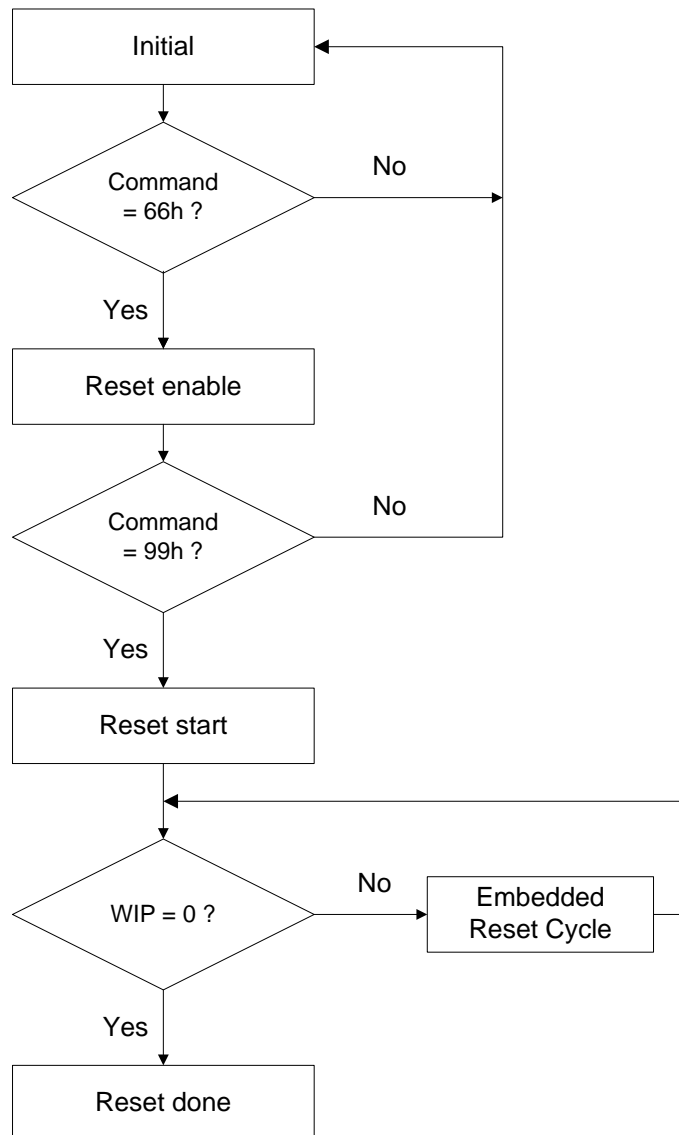 Initial
Command
= 66h ?
No
Yes
Reset enable
Command
= 99h ?
No
Yes
Reset start
WIP = 0 ?
No
Embedded
Reset Cycle
Yes
Reset done